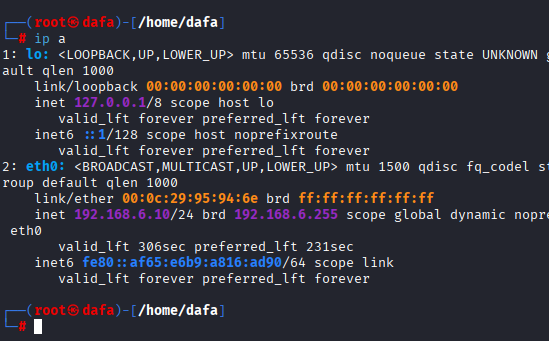 ┌──(root㉿dafa)-[/home/dafa]
└─# ip a
1: lo: <LOOPBACK,UP,LOWER_UP> mtu 65536 qdisc noqueue state UNKNOWN g
ault qlen 1000
    link/loopback 00:00:00:00:00:00 brd 00:00:00:00:00:00
    inet 127.0.0.1/8 scope host lo
       valid_lft forever preferred_lft forever
    inet6 ::1/128 scope host noprefixroute
       valid_lft forever preferred_lft forever
2: eth0: <BROADCAST,MULTICAST,UP,LOWER_UP> mtu 1500 qdisc fq_codel st
roup default qlen 1000
    link/ether 00:0c:29:95:94:6e brd ff:ff:ff:ff:ff:ff
    inet 192.168.6.10/24 brd 192.168.6.255 scope global dynamic nopre
 eth0
       valid_lft 306sec preferred_lft 231sec
    inet6 fe80::af65:e6b9:a816:ad90/64 scope link
       valid_lft forever preferred_lft forever
┌──(root㉿dafa)-[/home/dafa]
└─#